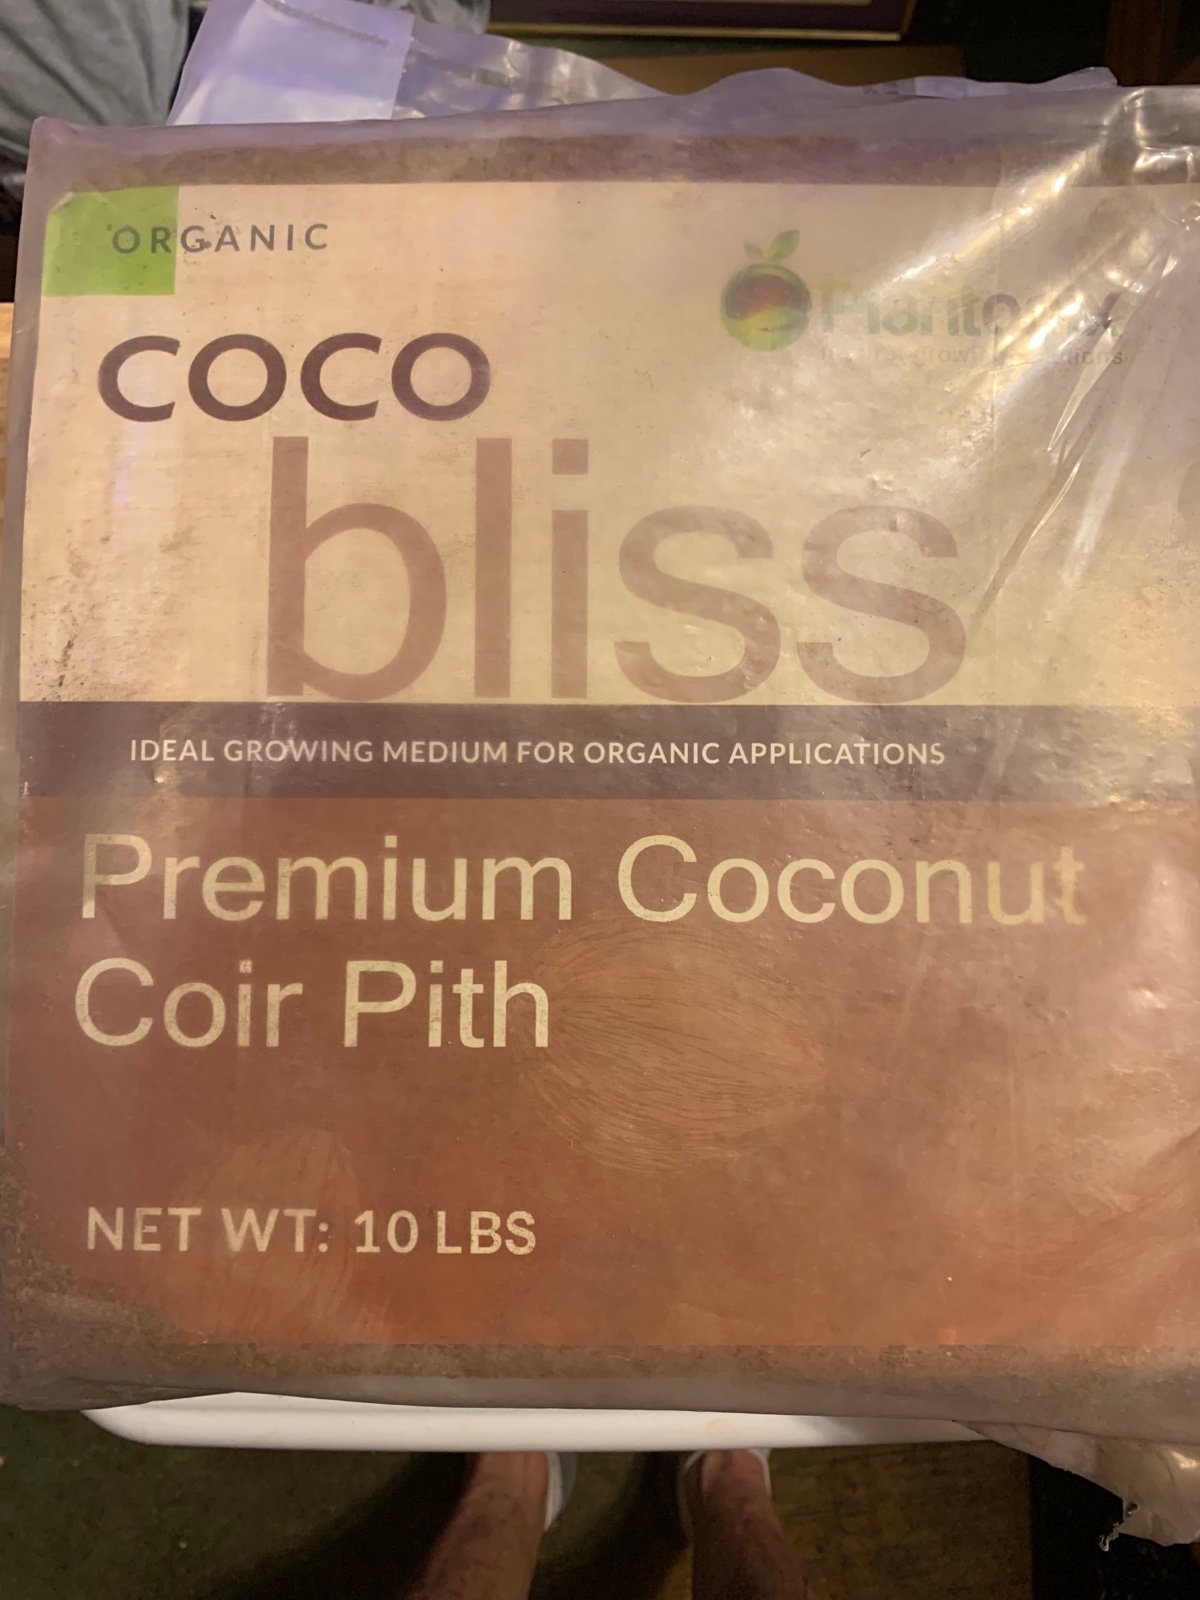 ORGANIC
coco
bliss
IDEAL GROWING MEDIUM FOR ORGANIC APPLICATIONS
Premium Coconut
Coir Pith
NET WT: 10 LBS